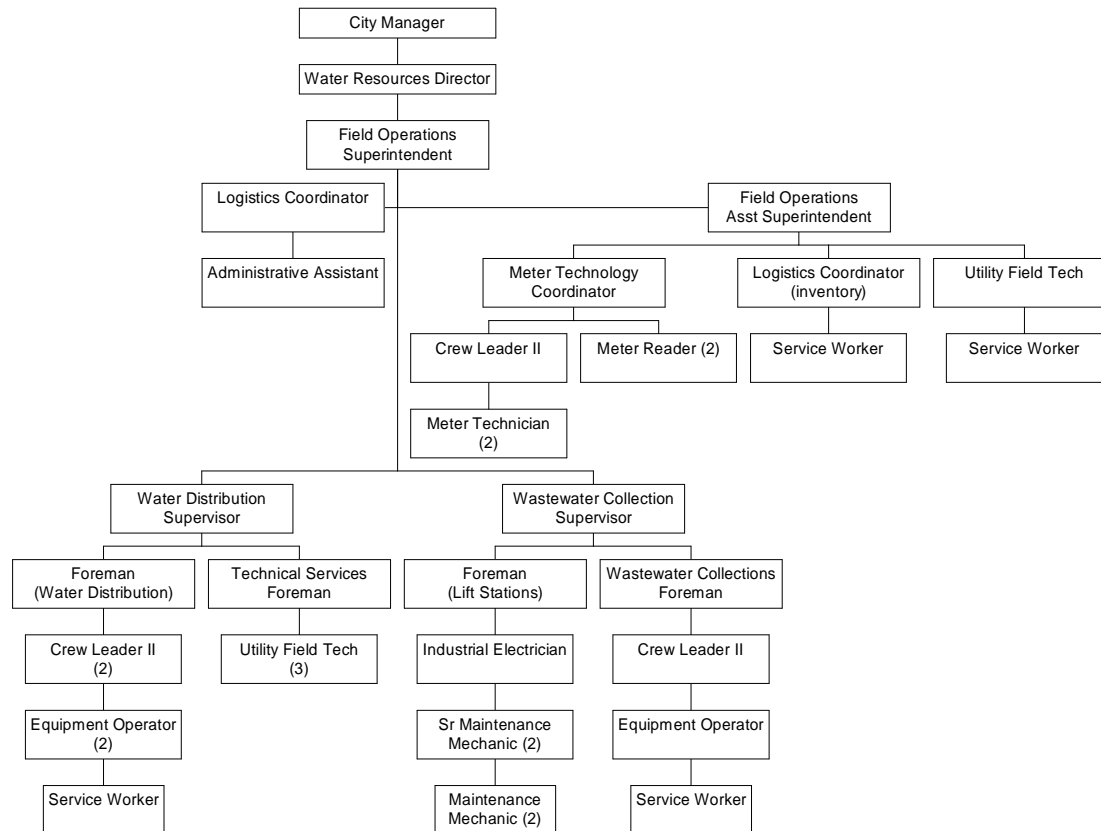 City Manager
Water Resources Director
Field Operations
Superintendent
Logistics Coordinator
Field Operations
Asst Superintendent
Administrative Assistant
Meter Technology
Coordinator
Logistics Coordinator
(inventory)
Utility Field Tech
Crew Leader II
Meter Reader (2)
Service Worker
Service Worker
Meter Technician
(2)
Water Distribution
Supervisor
Wastewater Collection
Supervisor
Foreman
(Water Distribution)
Technical Services
Foreman
Foreman
(Lift Stations)
Wastewater Collections
Foreman
Crew Leader II
(2)
Utility Field Tech
(3)
Industrial Electrician
Crew Leader II
Equipment Operator
(2)
Sr Maintenance
Mechanic (2)
Equipment Operator
Service Worker
Maintenance
Mechanic (2)
Service Worker